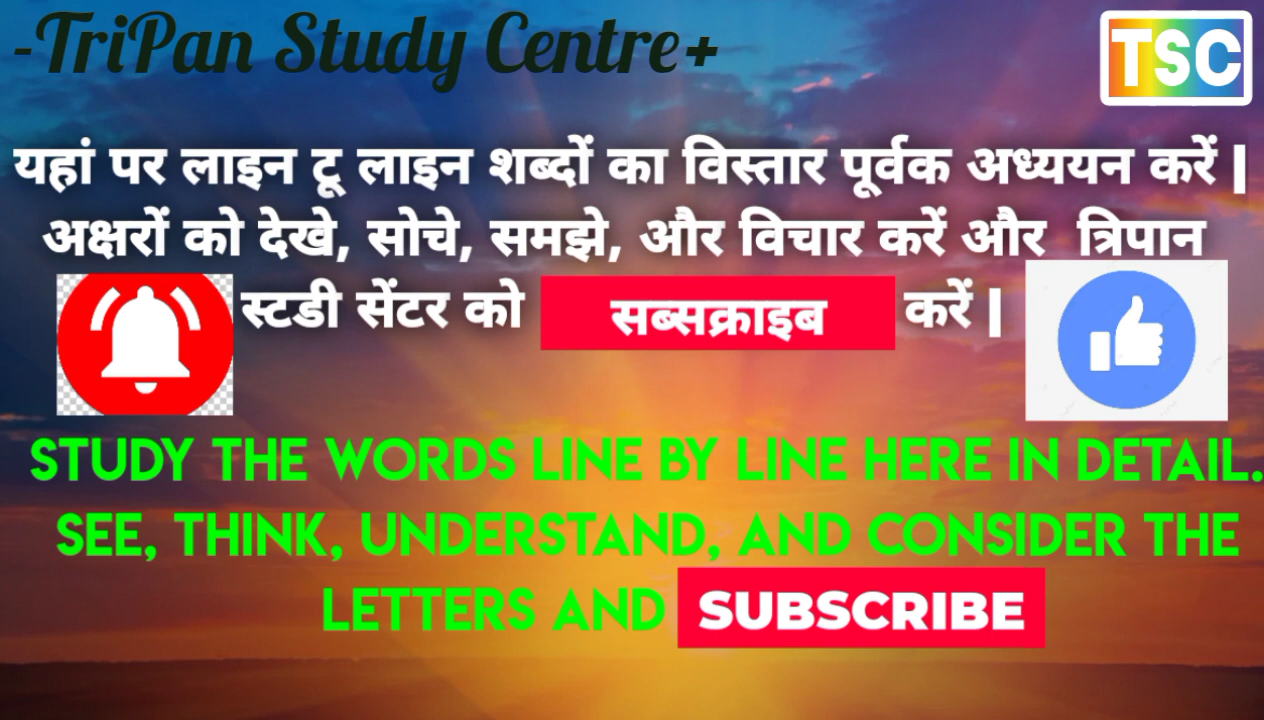 -TriPan Study Centre+
TSC
यहां पर लाइन टू लाइन शब्दों का विस्तार पूर्वक अध्ययन करें |
अक्षरों को देखे, सोचे, समझे, और विचार करें और त्रिपान
स्टडी सेंटर को सब्सक्राइब करें |
STUDY THE WORDS LINE BY LINE HERE IN DETAIL.
SEE, THINK, UNDERSTAND, AND CONSIDER THE
LETTERS AND SUBSCRIBE